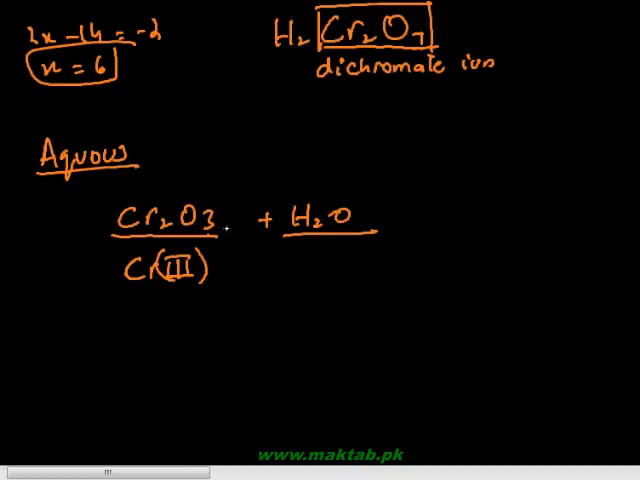 2x - 14 = -2
x = 6
H₂ Cr₂O₇
dichromate ion
Aquous
Cr₂O3 + H₂O
Cr(III)
www.maktab.pk